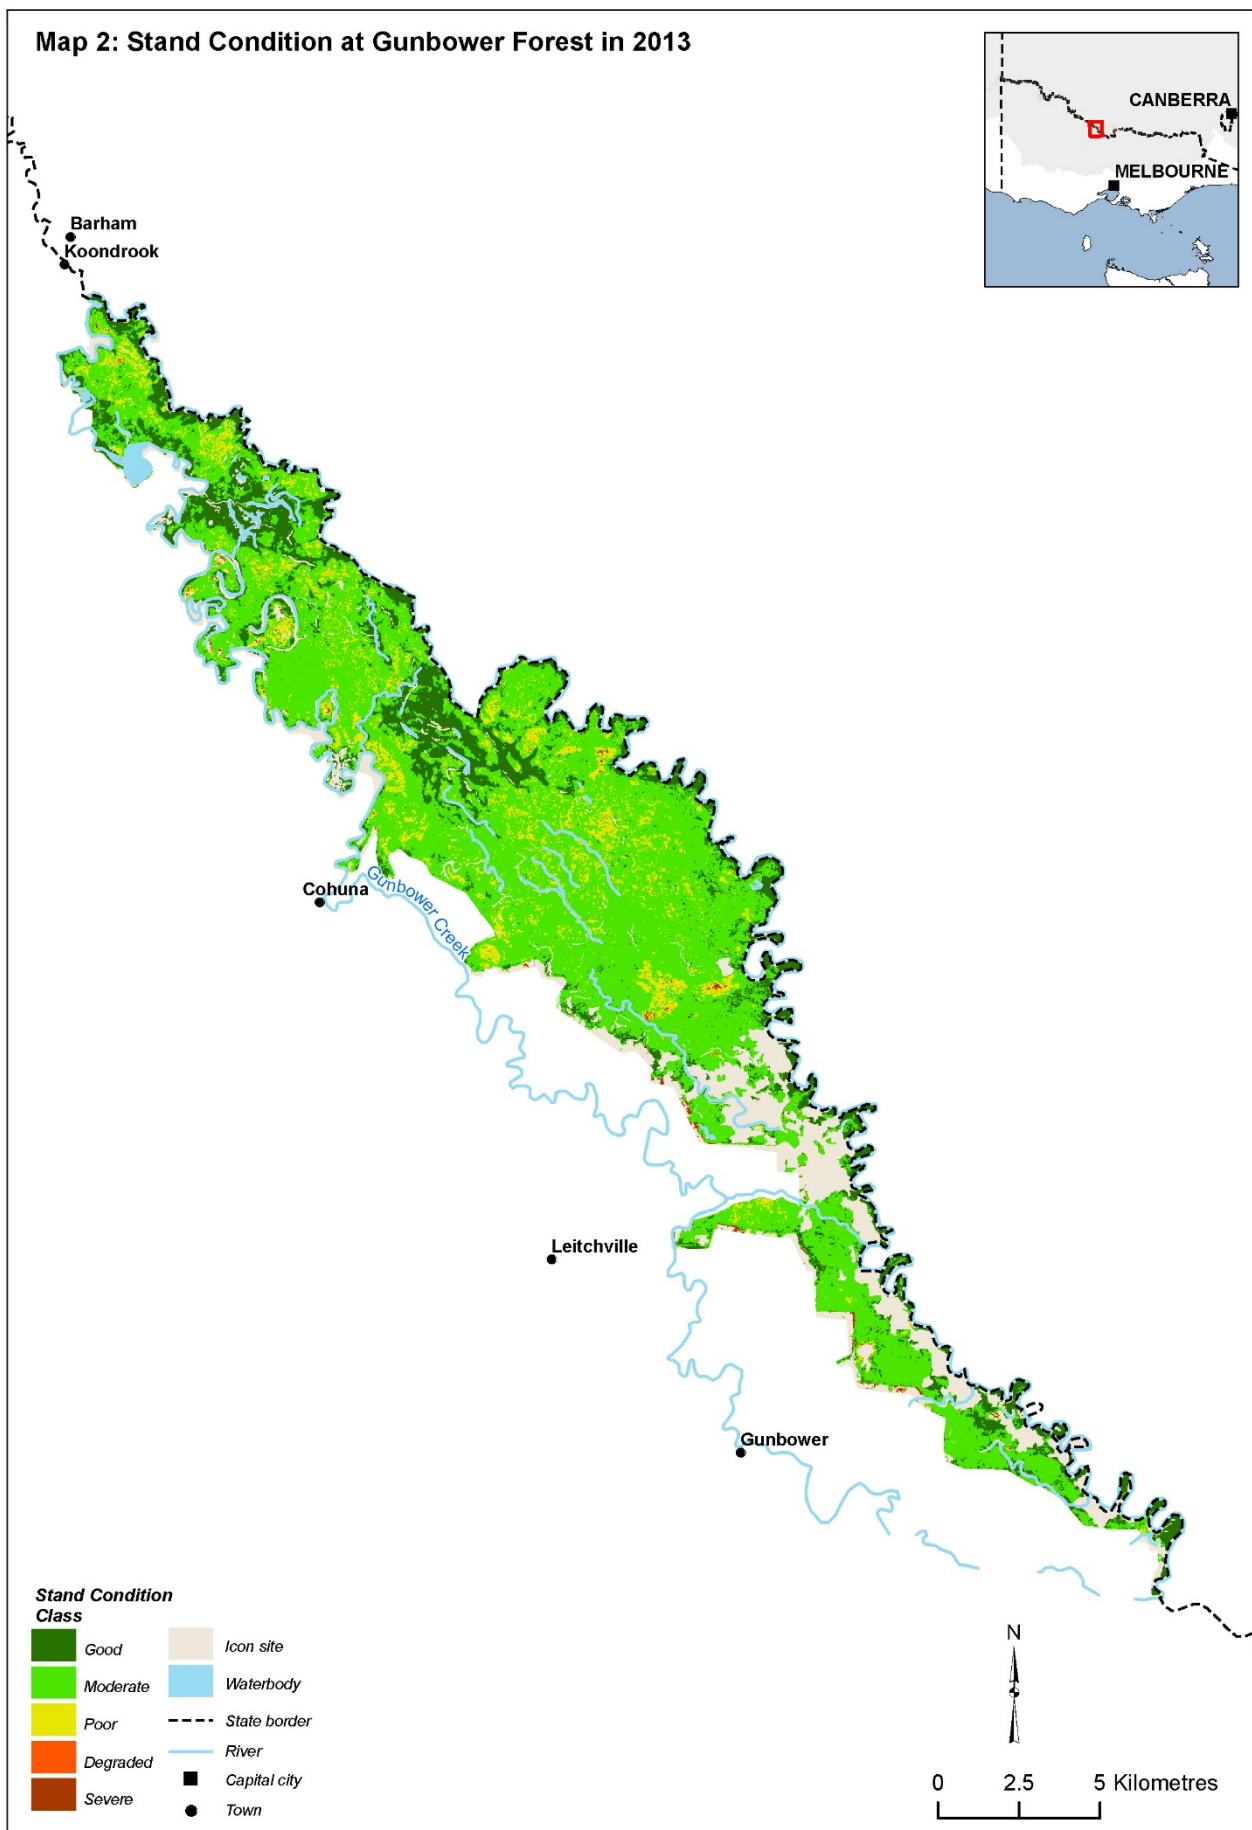 Map 2: Stand Condition at Gunbower Forest in 2013
CANBERRA
MELBOURNE
Barham
Koondrook
Cohuna
Gunbower Creek
Leitchville
Gunbower
Stand Condition
Class
Good
Moderate
Poor
Degraded
Severe
Icon site
Waterbody
State border
River
Capital city
Town
N
0 2.5 5 Kilometres